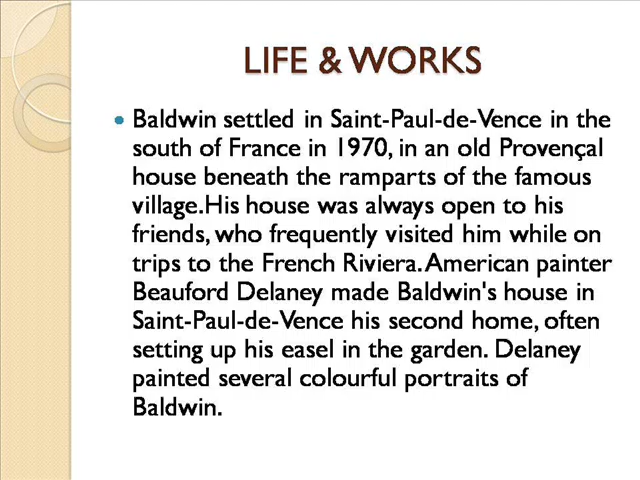 LIFE & WORKS
Baldwin settled in Saint-Paul-de-Vence in the
south of France in 1970, in an old Provençal
house beneath the ramparts of the famous
village.His house was always open to his
friends, who frequently visited him while on
trips to the French Riviera. American painter
Beauford Delaney made Baldwin's house in
Saint-Paul-de-Vence his second home, often
setting up his easel in the garden. Delaney
painted several colourful portraits of
Baldwin.